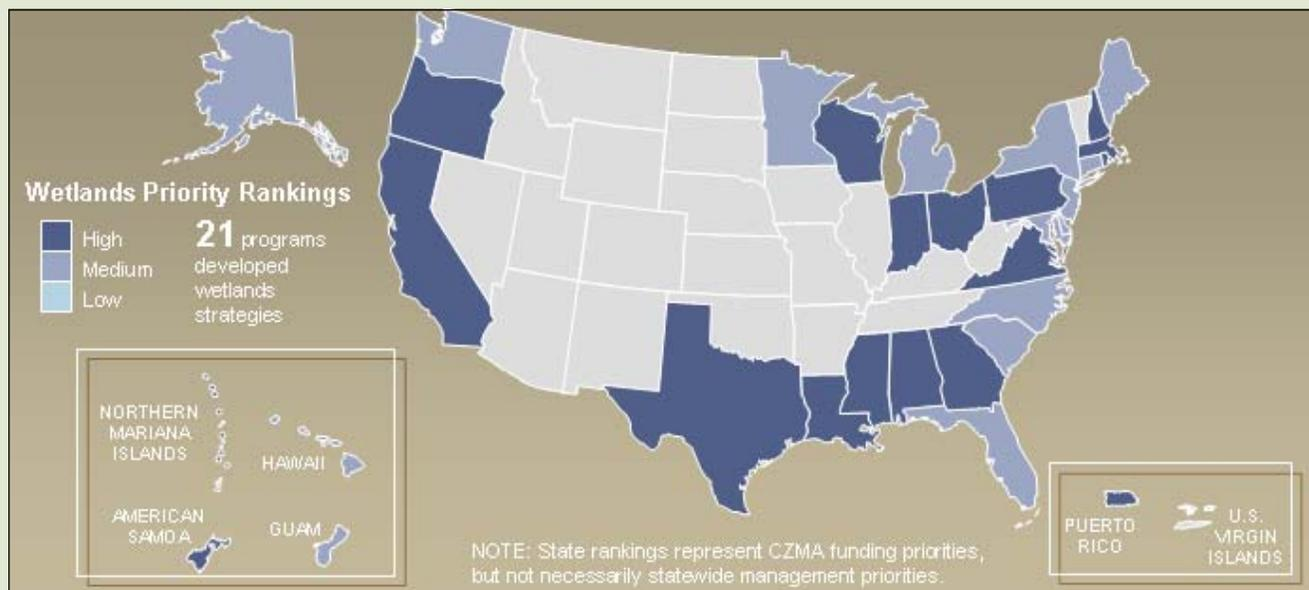 Wetlands Priority Rankings
High
Medium
Low
21 programs
developed
wetlands
strategies
NORTHERN
MARIANA
ISLANDS
HAWAII
AMERICAN
SAMOA
GUAM
NOTE: State rankings represent CZMA funding priorities,
but not necessarily statewide management priorities.
PUERTO
RICO
U.S.
VIRGIN
ISLANDS